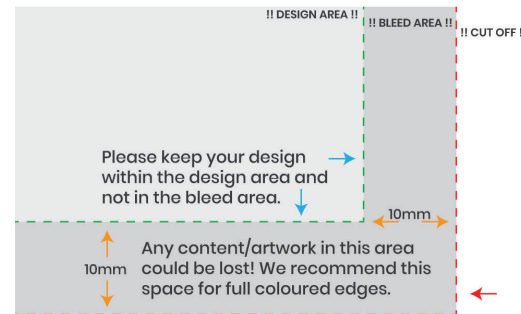 !! DESIGN AREA !!
!! BLEED AREA !!
!! CUT OFF !
Please keep your design
within the design area and
not in the bleed area.
10mm
Any content/artwork in this area
10mm
could be lost! We recommend this
space for full coloured edges.